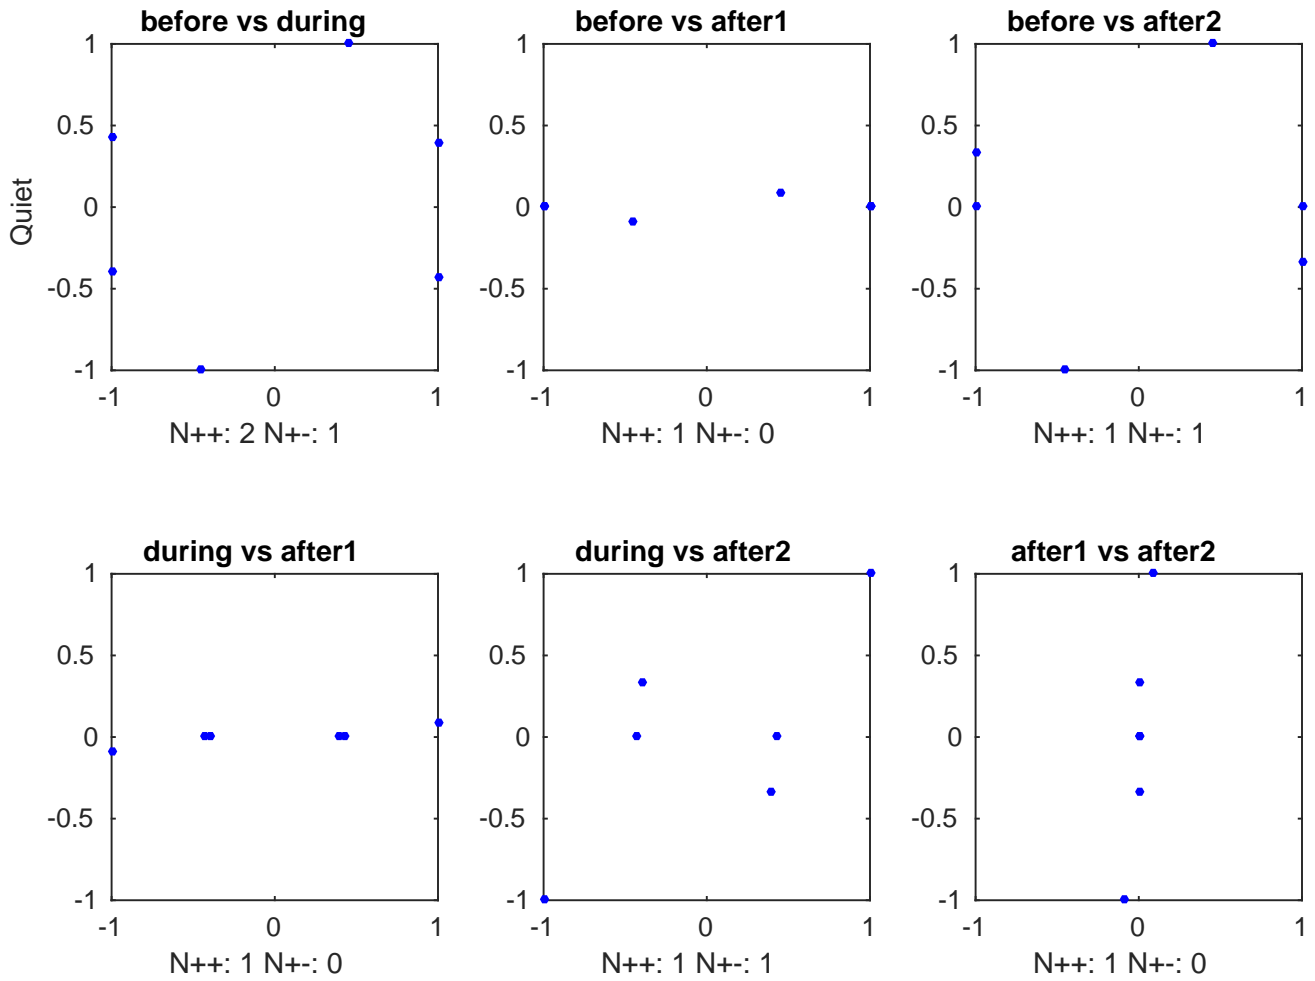 before vs during
1
0.5
0
-0.5
-1
-1 0 1
Quiet
N++: 2 N+-: 1
before vs after1
1
0.5
0
-0.5
-1
-1 0 1
N++: 1 N+-: 0
before vs after2
1
0.5
0
-0.5
-1
-1 0 1
N++: 1 N+-: 1
during vs after1
1
0.5
0
-0.5
-1
-1 0 1
N++: 1 N+-: 0
during vs after2
1
0.5
0
-0.5
-1
-1 0 1
N++: 1 N+-: 1
after1 vs after2
1
0.5
0
-0.5
-1
-1 0 1
N++: 1 N+-: 0